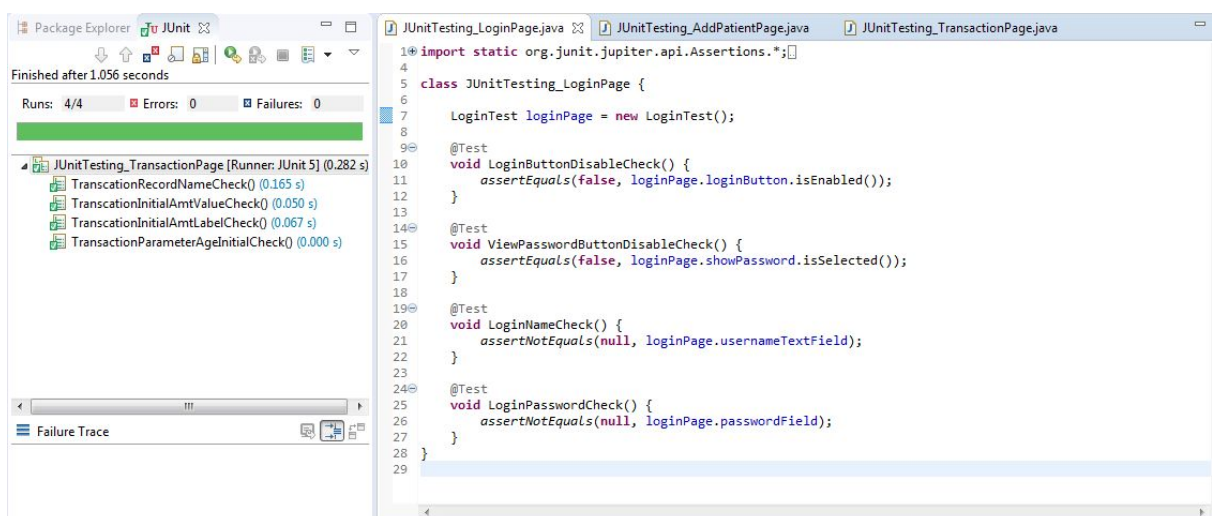 Package Explorer JUnit
Finished after 1.056 seconds
Runs: 4/4 Errors: 0 Failures: 0
JUnitTesting_TransactionPage [Runner: JUnit 5] (0.282 s)
TranscationRecordNameCheck() (0.165 s)
TranscationInitialAmtValueCheck() (0.050 s)
TranscationInitialAmtLabelCheck() (0.067 s)
TransactionParameterAgeInitialCheck() (0.000 s)
Failure Trace
JUnitTesting_LoginPage.java JUnitTesting_AddPatientPage.java JUnitTesting_TransactionPage.java
1 import static org.junit.jupiter.api.Assertions.*;
4
5 class JUnitTesting_LoginPage {
6
7 LoginTest loginPage = new LoginTest();
8
9 @Test
10 void LoginButtonDisableCheck() {
11 assertEquals(false, loginPage.loginButton.isEnabled());
12 }
13
14 @Test
15 void ViewPasswordButtonDisableCheck() {
16 assertEquals(false, loginPage.showPassword.isSelected());
17 }
18
19 @Test
20 void LoginNameCheck() {
21 assertNotEquals(null, loginPage.usernameTextField);
22 }
23
24 @Test
25 void LoginPasswordCheck() {
26 assertNotEquals(null, loginPage.passwordField);
27 }
28 }
29